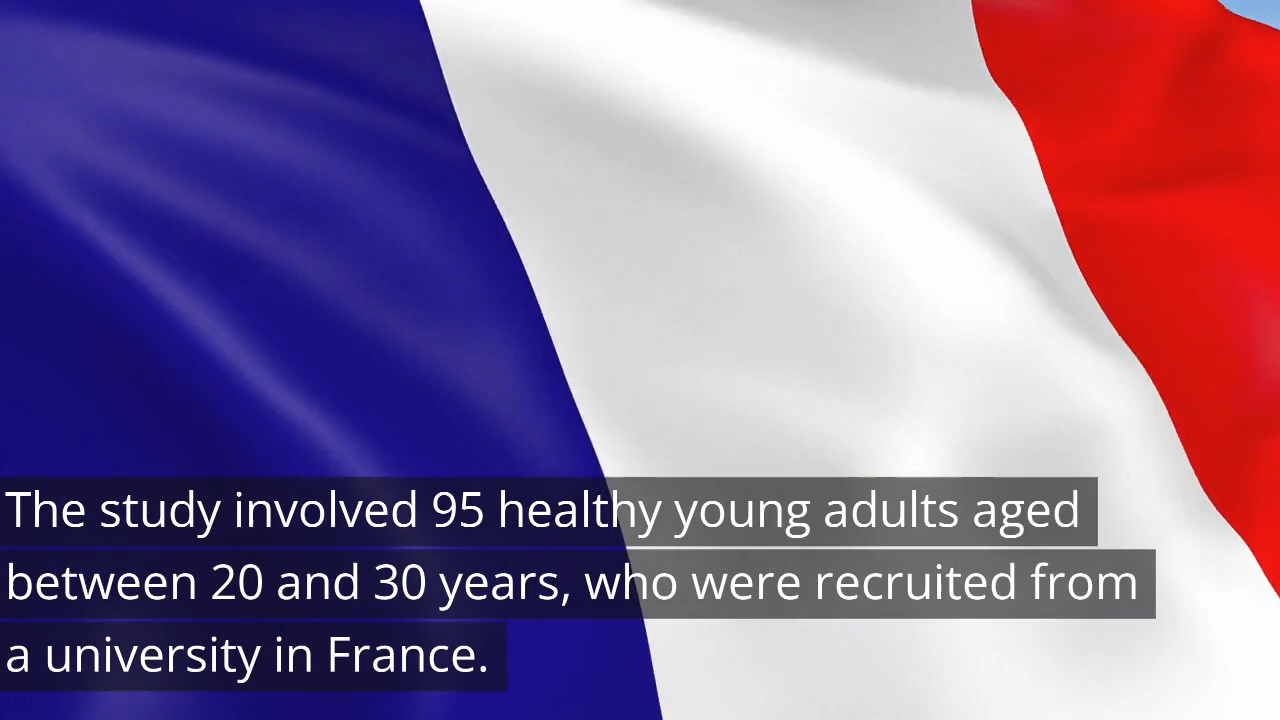 The study involved 95 healthy young adults aged
between 20 and 30 years, who were recruited from
a university in France.